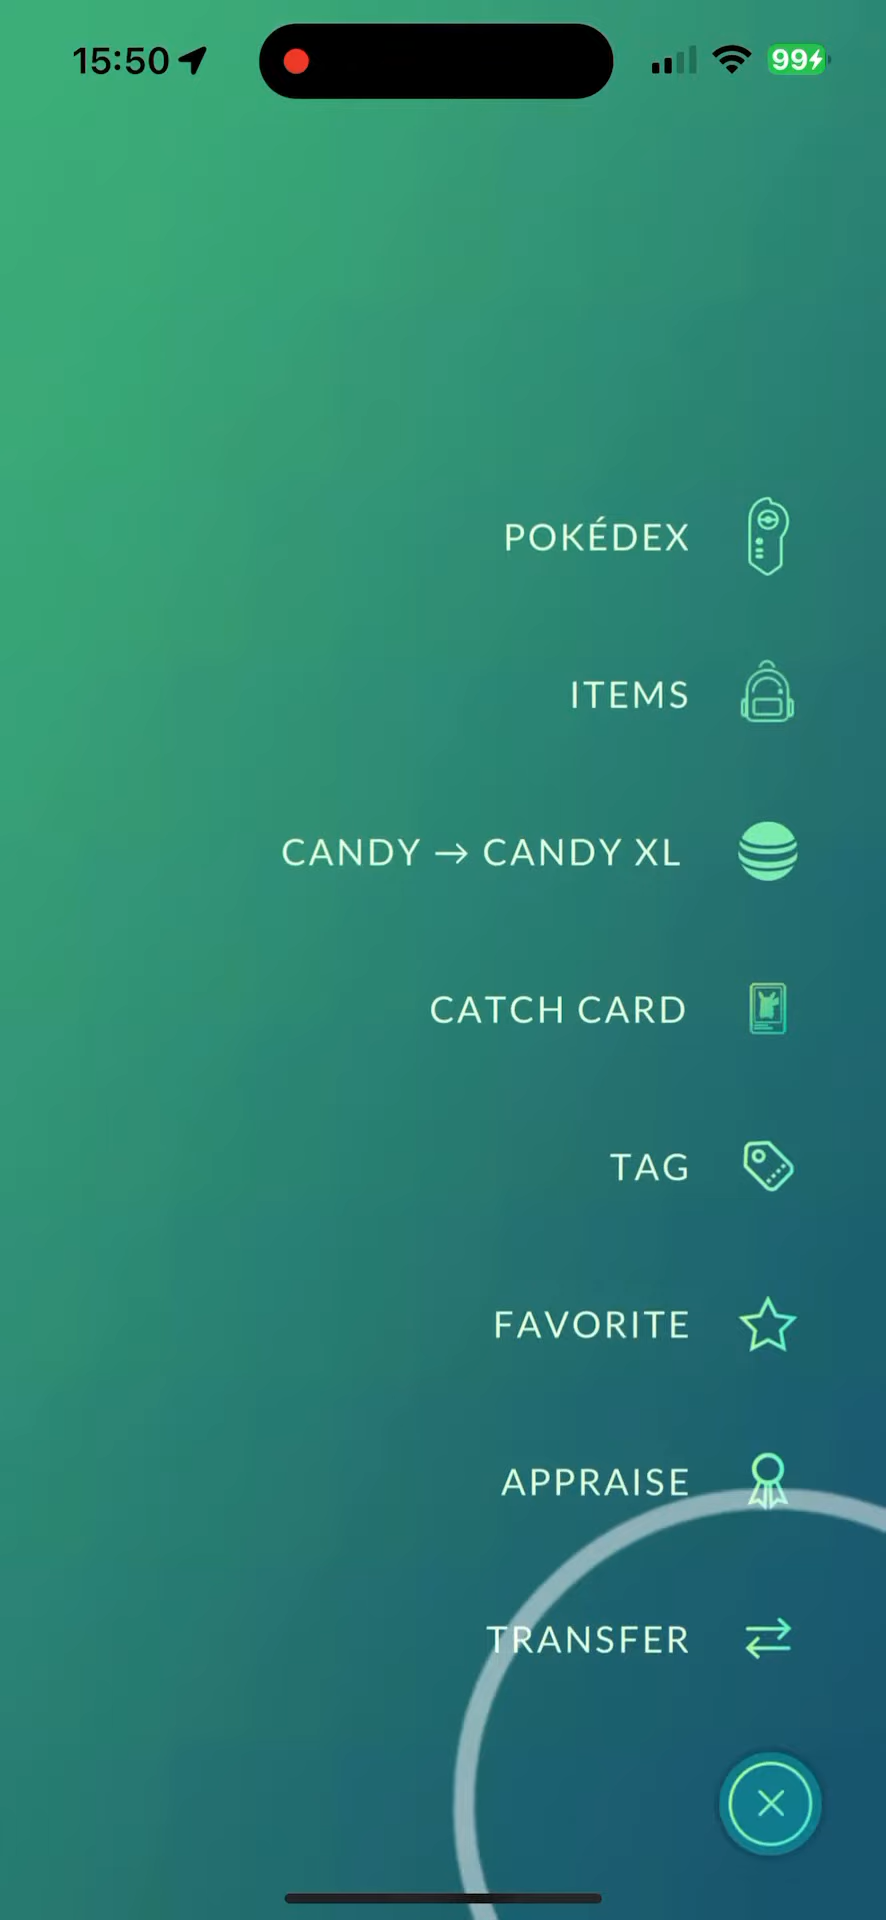 15:50
99
POKÉDEX
ITEMS
CANDY → CANDY XL
CATCH CARD
TAG
FAVORITE
APPRAISE
TRANSFER